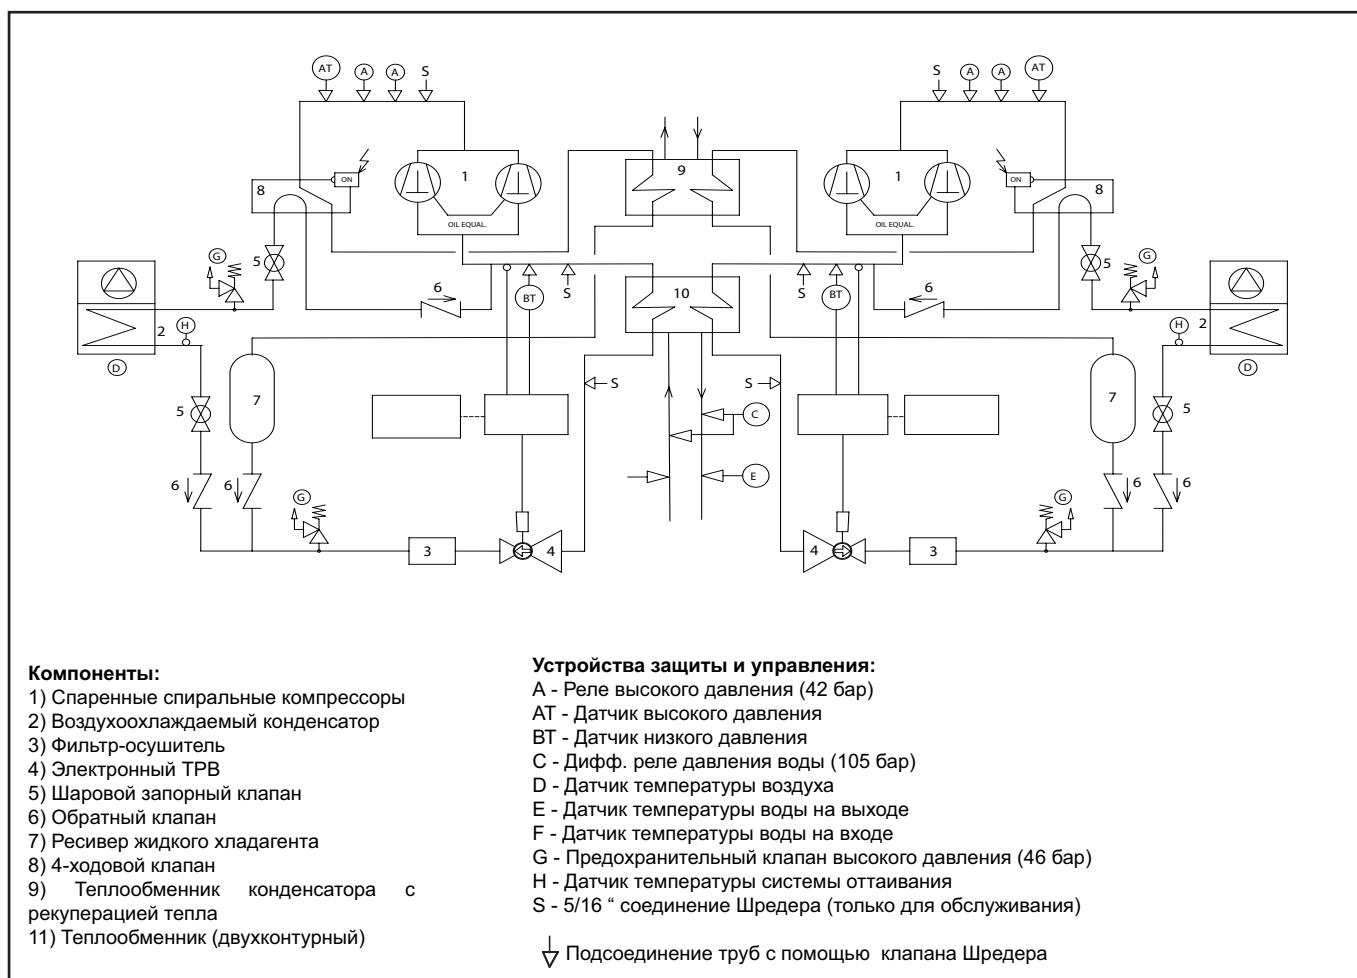 AT A A S
S A A AT
8 ON 1 9 1 ON 8
OIL EQUAL. OIL EQUAL.
G 5 5 G
6 BT S 10 S BT 6
2 H H 2
D D
S S
5 7 C 7 5
6 6 E 6 6
G G
3 4 4 3
Компоненты:
1) Спаренные спиральные компрессоры
2) Воздухоохлаждаемый конденсатор
3) Фильтр-осушитель
4) Электронный ТРВ
5) Шаровой запорный клапан
6) Обратный клапан
7) Ресивер жидкого хладагента
8) 4-ходовой клапан
9) Теплообменник конденсатора с
рекуперацией тепла
11) Теплообменник (двухконтурный)
Устройства защиты и управления:
A - Реле высокого давления (42 бар)
AT - Датчик высокого давления
BT - Датчик низкого давления
C - Дифф. реле давления воды (105 бар)
D - Датчик температуры воздуха
E - Датчик температуры воды на выходе
F - Датчик температуры воды на входе
G - Предохранительный клапан высокого давления (46 бар)
H - Датчик температуры системы оттаивания
S - 5/16 “ соединение Шредера (только для обслуживания)
Подсоединение труб с помощью клапана Шредера